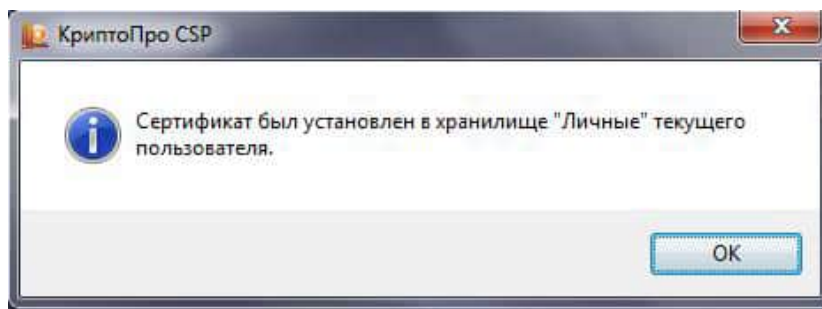 КриптоПро CSP
Сертификат был установлен в хранилище "Личные" текущего
пользователя.
OK